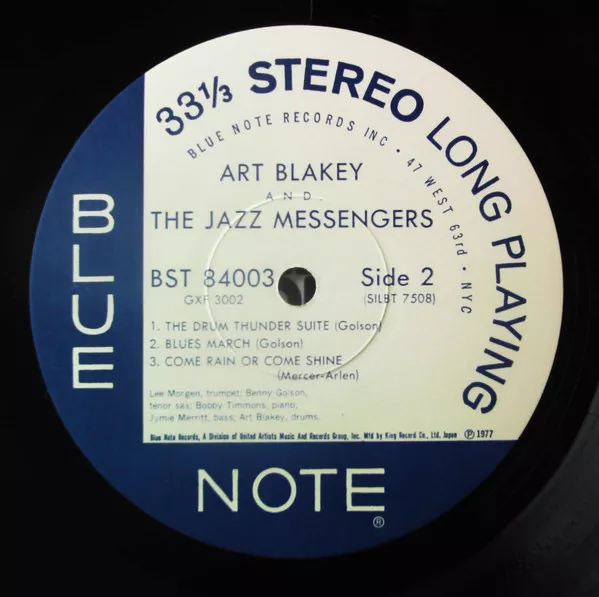 33⅓ STEREO LONG PLAYING
BLUE NOTE RECORDS INC • 47 WEST 63rd • NYC
ART BLAKEY
AND
THE JAZZ MESSENGERS
BST 84003 Side 2
GXF 3002 (SILBT 7508)
1. THE DRUM THUNDER SUITE (Golson)
2. BLUES MARCH (Golson)
3. COME RAIN OR COME SHINE
(Mercer-Arlen)
Lee Morgen, trumpet; Benny Golson,
tenor sax; Bobby Timmons, piano;
Jymie Merritt, bass; Art Blakey, drums.
Blue Note Records, A Division of United Artists Music And Records Group, Inc. Mfd by King Record Co., Ltd. Japan ℗ 1977
BLUE
NOTE ®